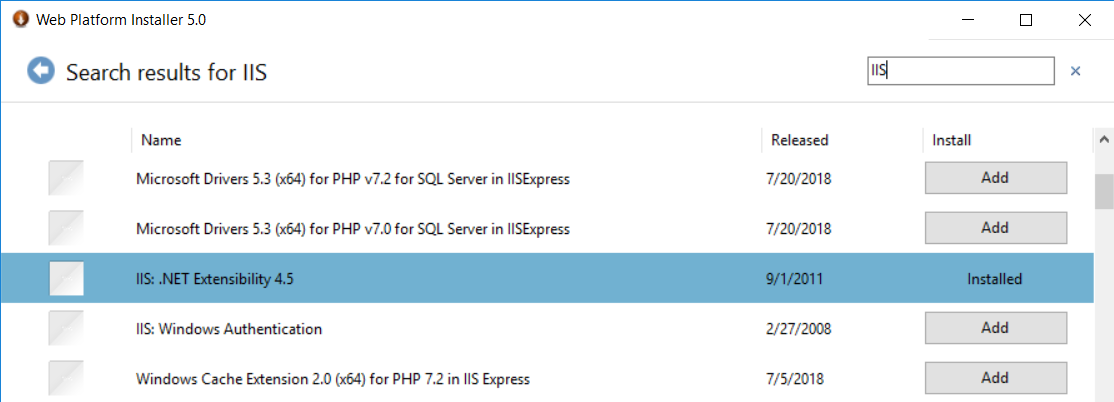 Web Platform Installer 5.0
Search results for IIS
IIS
Name Released Install
Microsoft Drivers 5.3 (x64) for PHP v7.2 for SQL Server in IISExpress 7/20/2018 Add
Microsoft Drivers 5.3 (x64) for PHP v7.0 for SQL Server in IISExpress 7/20/2018 Add
IIS: .NET Extensibility 4.5 9/1/2011 Installed
IIS: Windows Authentication 2/27/2008 Add
Windows Cache Extension 2.0 (x64) for PHP 7.2 in IIS Express 7/5/2018 Add